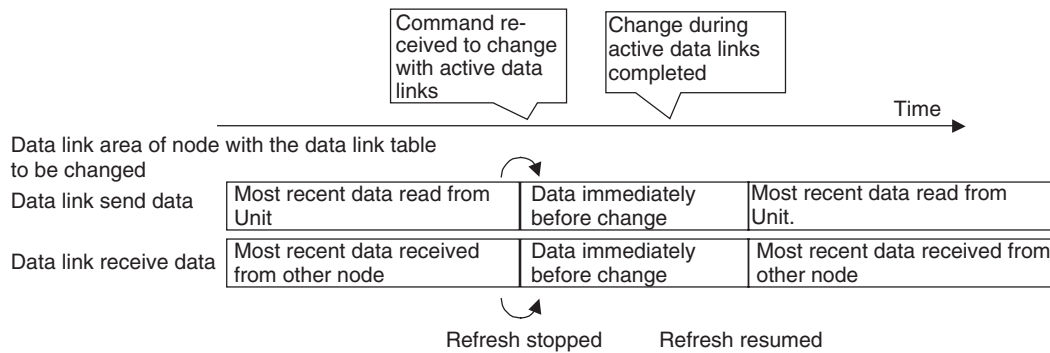 Command re-
ceived to change
with active data
links
Change during
active data links
completed
Time
Data link area of node with the data link table
to be changed
Data link send data
Most recent data read from
Unit
Data immediately
before change
Most recent data read from
Unit.
Data link receive data
Most recent data received
from other node
Data immediately
before change
Most recent data received from
other node
Refresh stopped
Refresh resumed